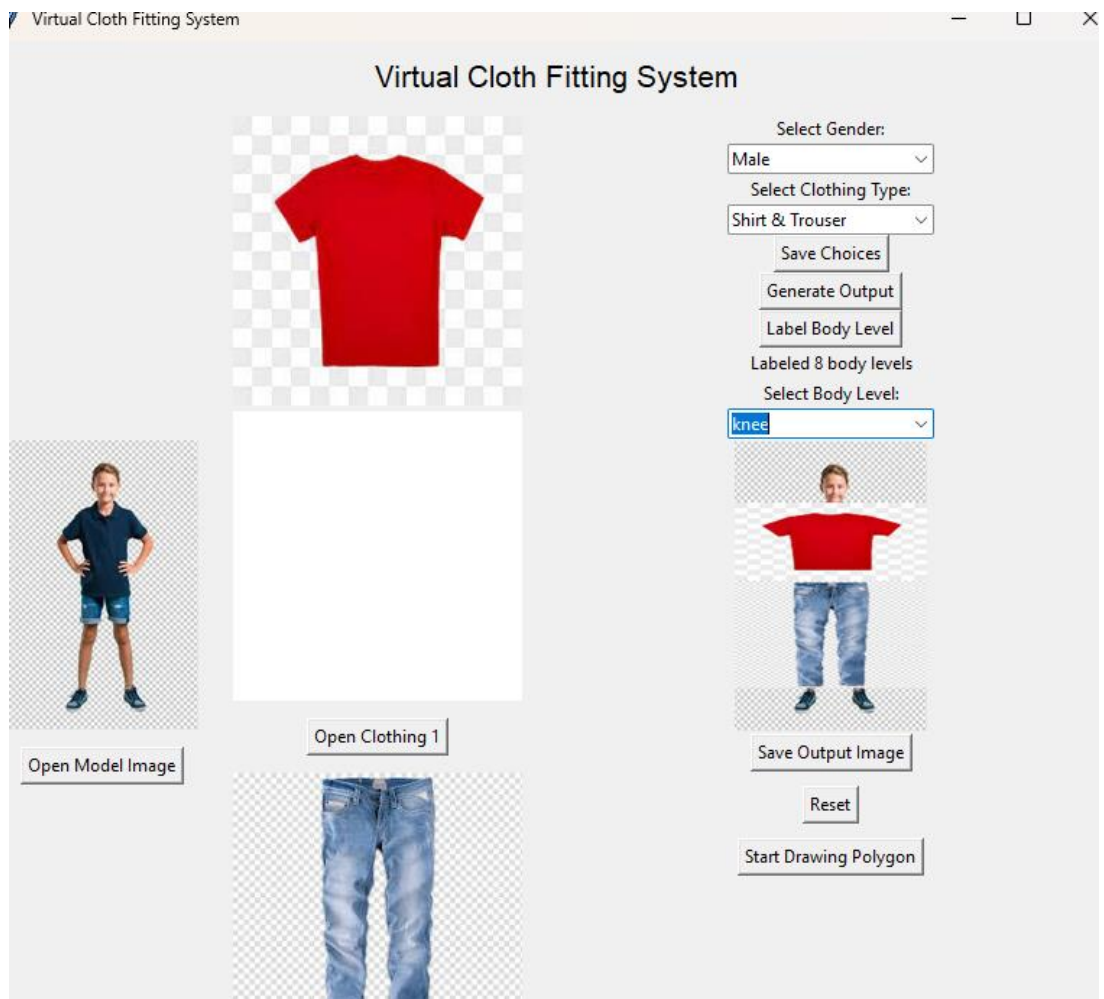 Virtual Cloth Fitting System
Virtual Cloth Fitting System
Select Gender:
Male
Select Clothing Type:
Shirt & Trouser
Save Choices
Generate Output
Label Body Level
Labeled 8 body levels
Select Body Level:
knee
Open Clothing 1
Open Model Image
Save Output Image
Reset
Start Drawing Polygon